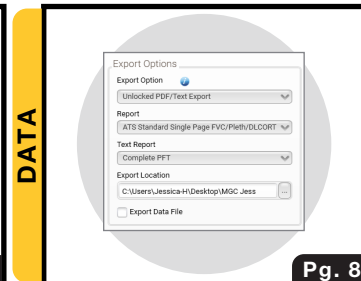 DATA
Export Options
Export Option
Unlocked PDF/Text Export
Report
ATS Standard Single Page FVC/Pleth/DLCORT
Text Report
Complete PFT
Export Location
C:\Users\Jessica-H\Desktop\MGC Jess
...
Export Data File
Pg. 8